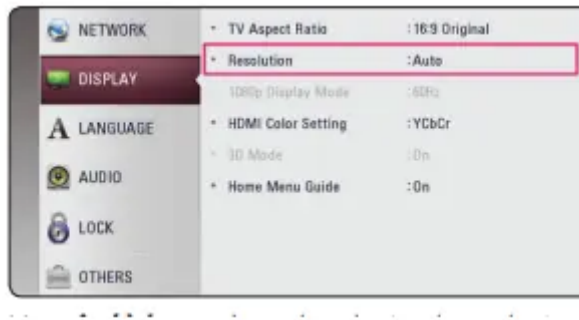 NETWORK
DISPLAY
LANGUAGE
AUDIO
LOCK
OTHERS
TV Aspect Ratio :16:9 Original
Resolution :Auto
1080p Display Mode :60Hz
HDMI Color Setting :YCbCr
3D Mode :On
Home Menu Guide :On